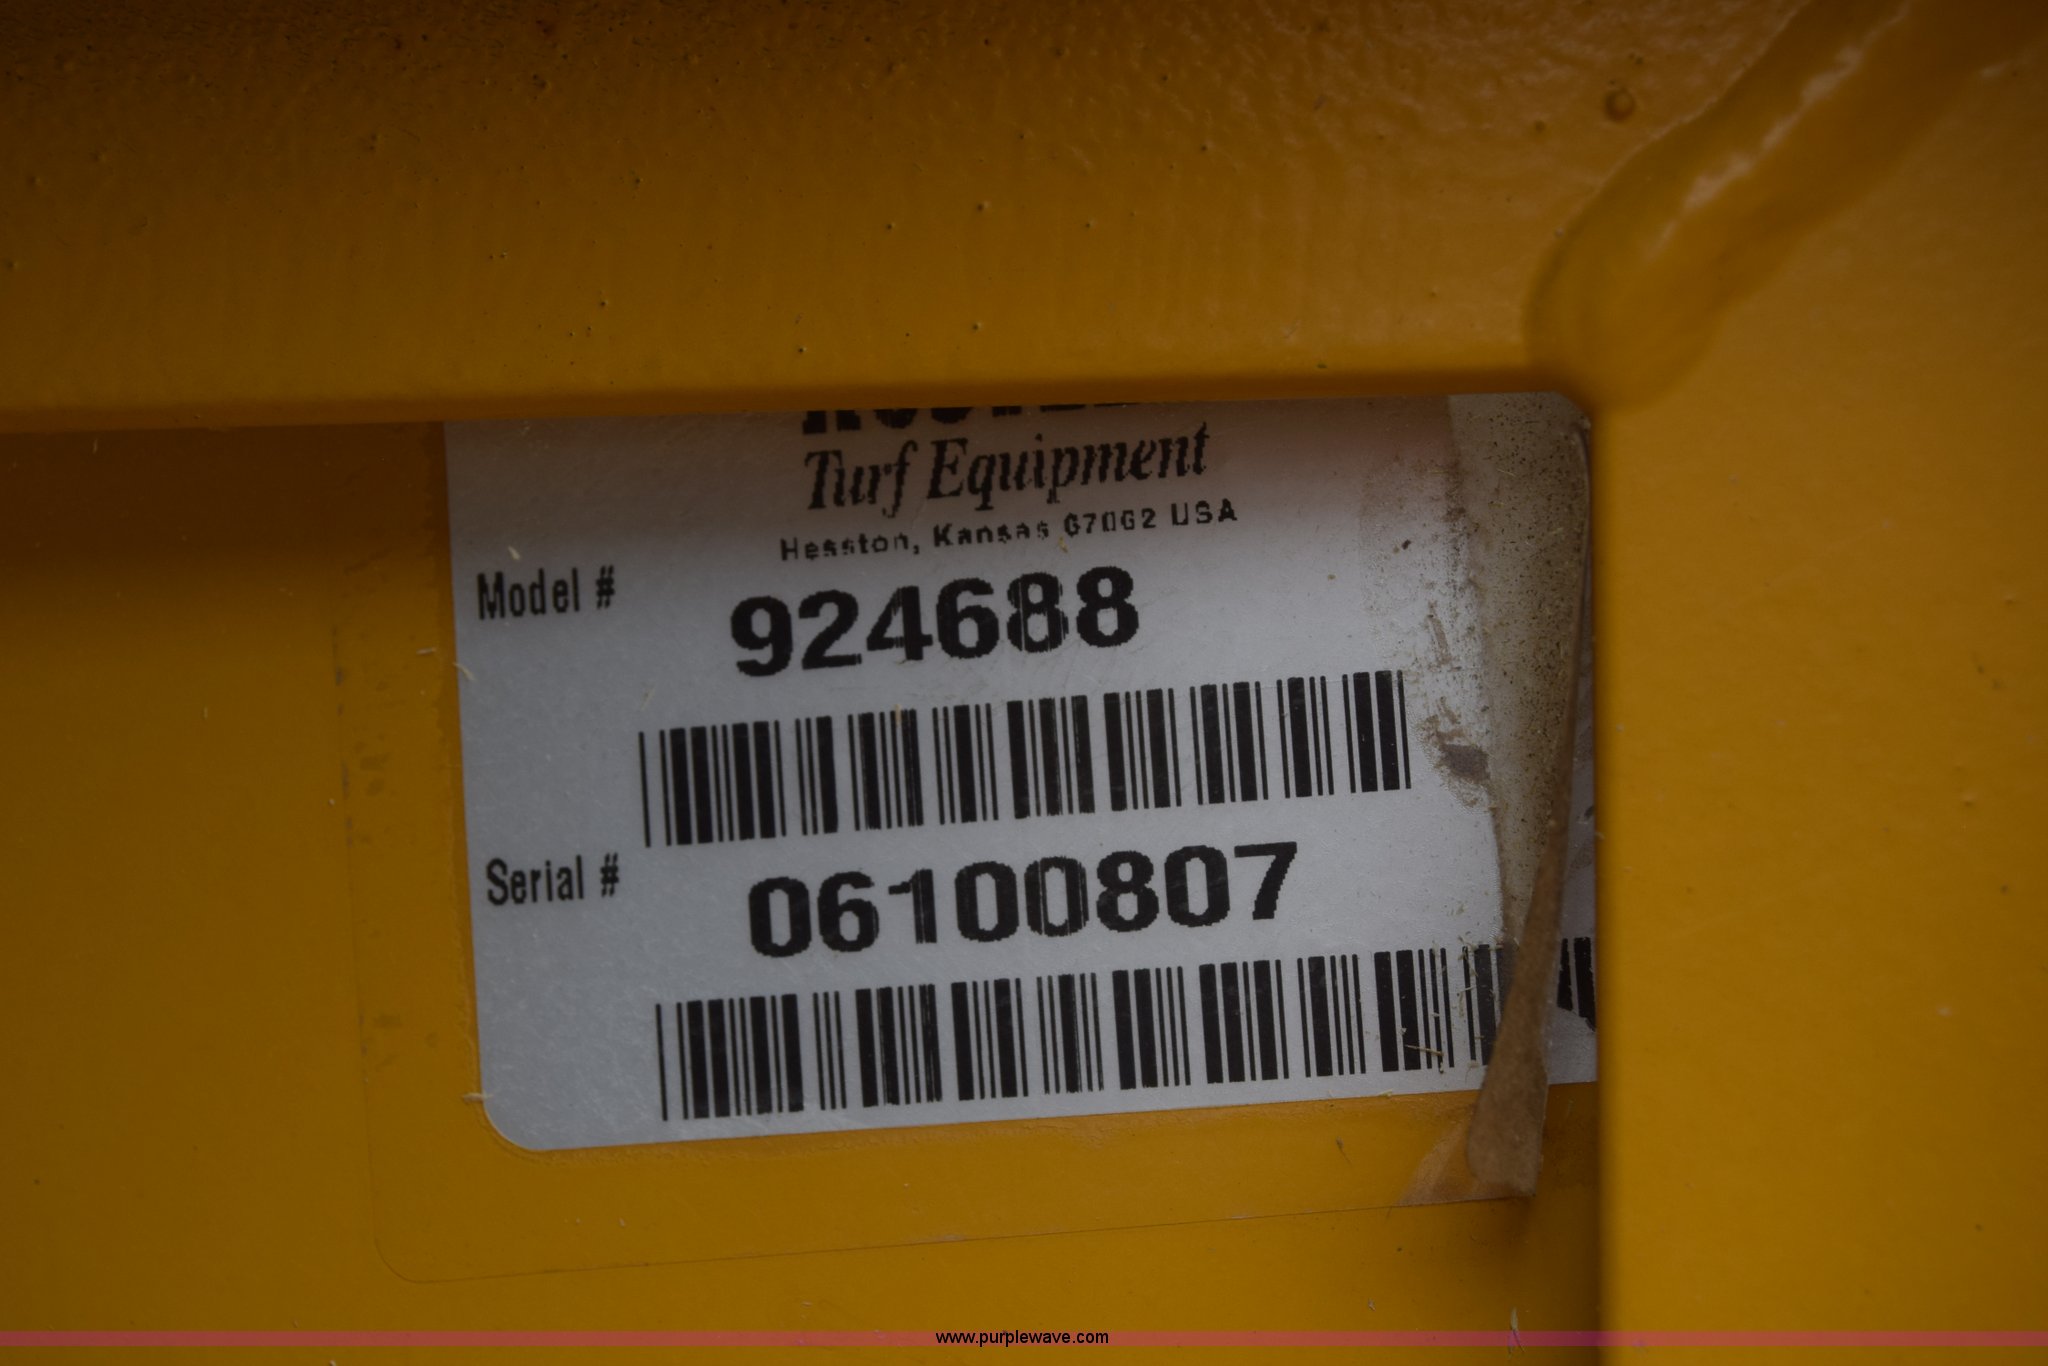 Turf Equipment
Hesston, Kansas 67062 USA
Model #
924688
Serial #
06100807
www.purplewave.com